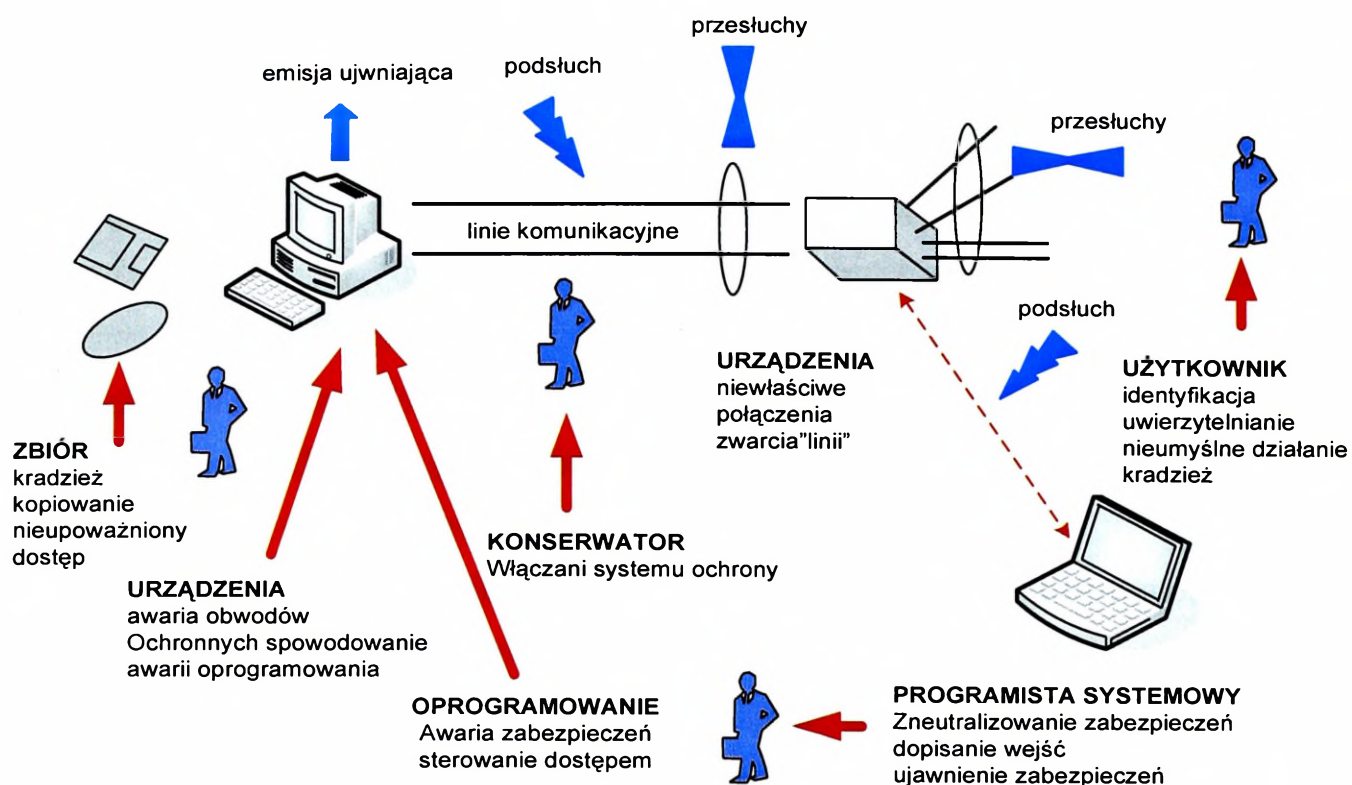 przesłuchy
emisja ujwniająca
podsłuch
przesłuchy
linie komunikacyjne
podsłuch
URZĄDZENIA
niewłaściwe
połączenia
zwarcia"linii"
UŻYTKOWNIK
identyfikacja
uwierzytelnianie
nieumyślne działanie
kradzież
ZBIÓR
kradzież
kopiowanie
nieupoważniony
dostęp
KONSERWATOR
Włączani systemu ochrony
URZĄDZENIA
awaria obwodów
Ochronnych spowodowanie
awarii oprogramowania
OPROGRAMOWANIE
Awaria zabezpieczeń
sterowanie dostępem
PROGRAMISTA SYSTEMOWY
Zneutralizowanie zabezpieczeń
dopisanie wejść
ujawnienie zabezpieczeń